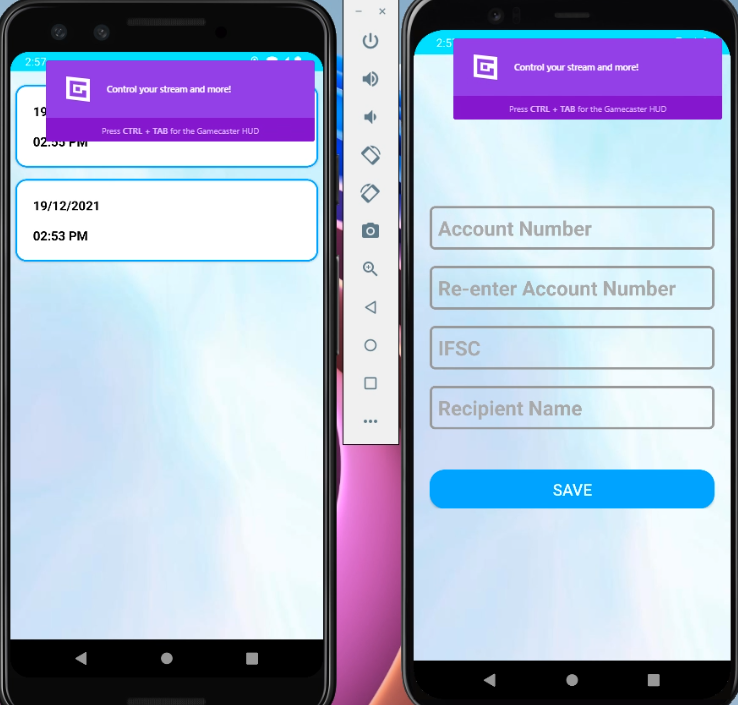 2:57
Control your stream and more!
Press CTRL + TAB for the Gamecaster HUD
19
02:55 PM
19/12/2021
02:53 PM
2:5
Control your stream and more!
Press CTRL + TAB for the Gamecaster HUD
Account Number
Re-enter Account Number
IFSC
Recipient Name
SAVE